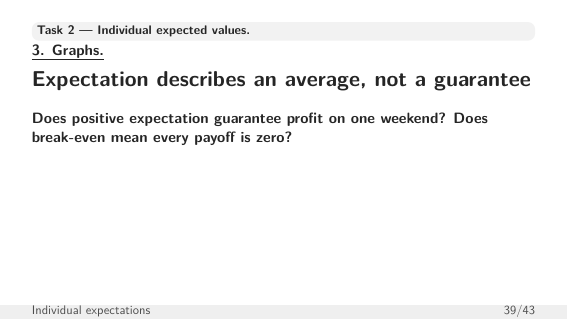 Task 2 — Individual expected values.
3. Graphs.
Expectation describes an average, not a guarantee
Does positive expectation guarantee profit on one weekend? Does
break-even mean every payoff is zero?
Individual expectations
39/43